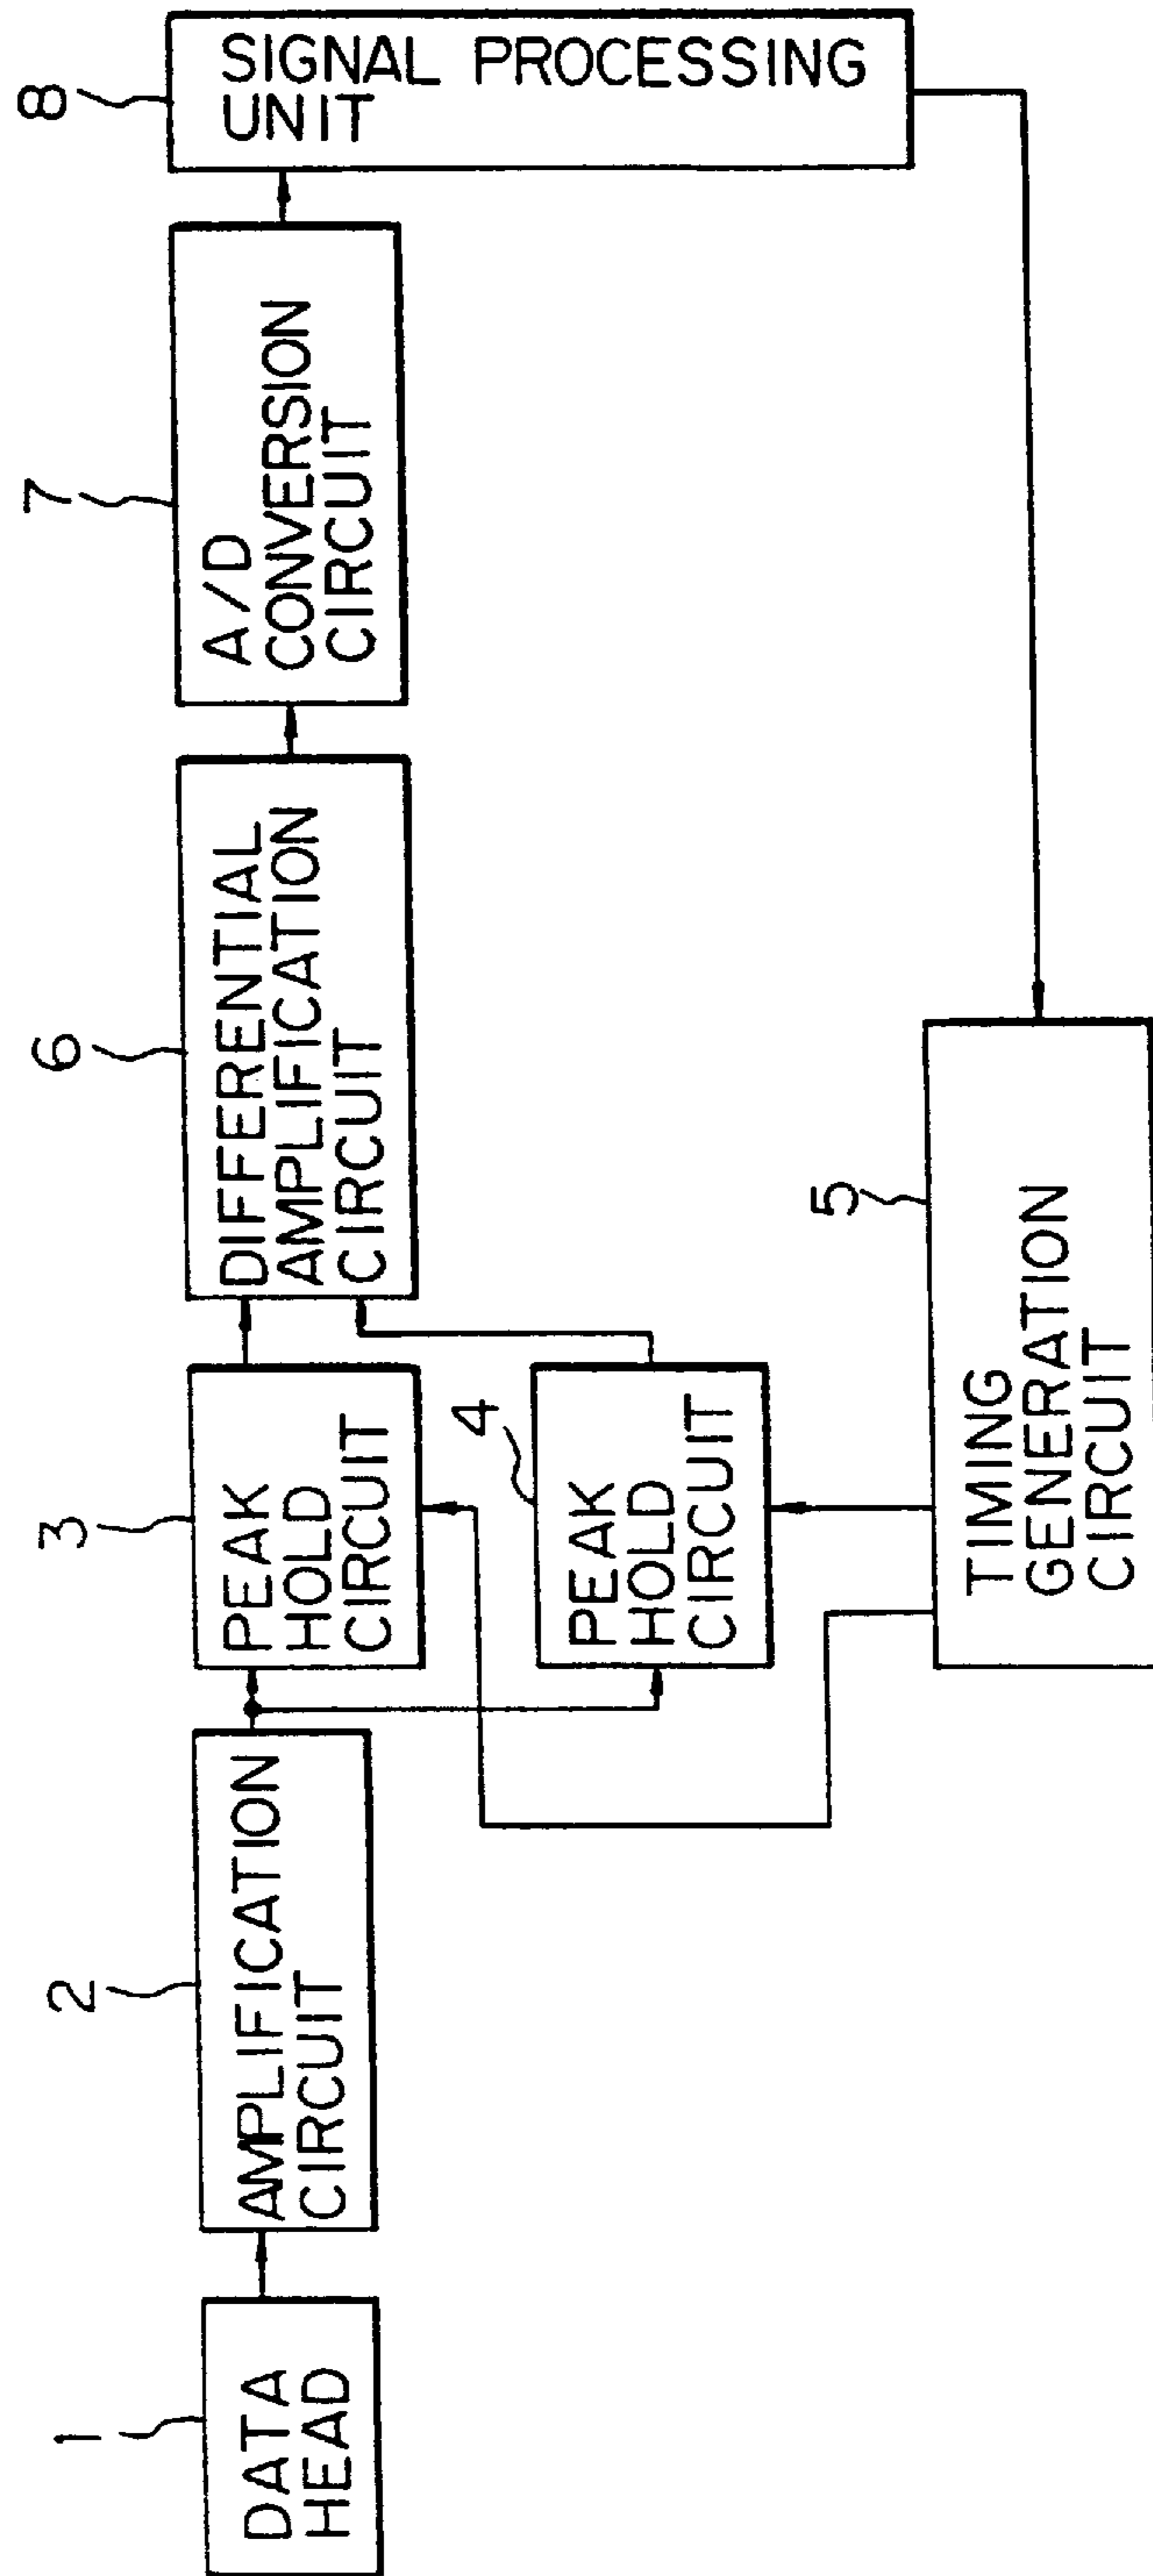 1
DATA
HEAD
2
AMPLIFICATION
CIRCUIT
3
PEAK
HOLD
CIRCUIT
4
PEAK
HOLD
CIRCUIT
5
TIMING
GENERATION
CIRCUIT
6
DIFFERENTIAL
AMPLIFICATION
CIRCUIT
7
A/D
CONVERSION
CIRCUIT
8
SIGNAL PROCESSING
UNIT